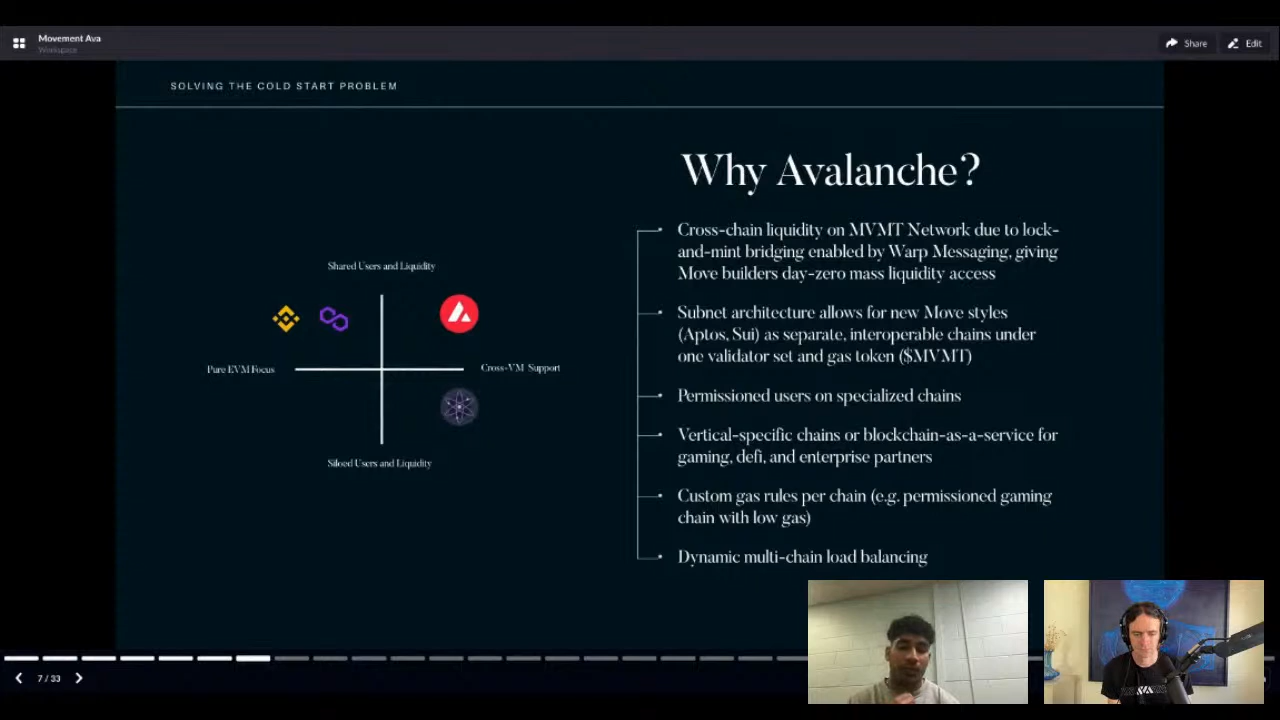 Movement Ava
Workspace
Share
Edit
SOLVING THE COLD START PROBLEM
Why Avalanche?
Shared Users and Liquidity
Pure EVM Focus
Cross-VM Support
Siloed Users and Liquidity
Cross-chain liquidity on MVMT Network due to lock-
and-mint bridging enabled by Warp Messaging, giving
Move builders day-zero mass liquidity access
Subnet architecture allows for new Move styles
(Aptos, Sui) as separate, interoperable chains under
one validator set and gas token ($MVMT)
Permissioned users on specialized chains
Vertical-specific chains or blockchain-as-a-service for
gaming, defi, and enterprise partners
Custom gas rules per chain (e.g. permissioned gaming
chain with low gas)
Dynamic multi-chain load balancing
7 / 33